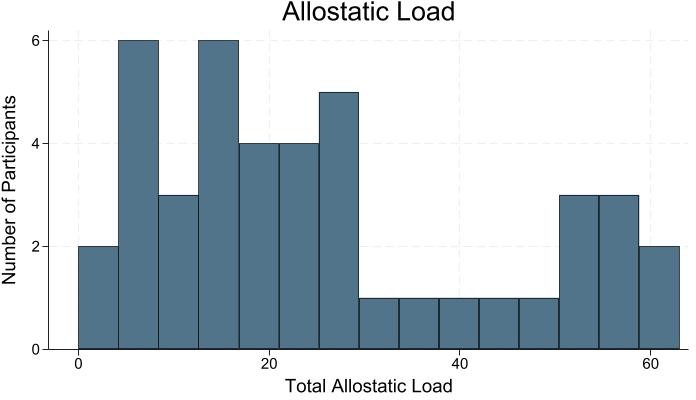 Allostatic Load
Number of Participants
6
4
2
0
0 20 40 60
Total Allostatic Load